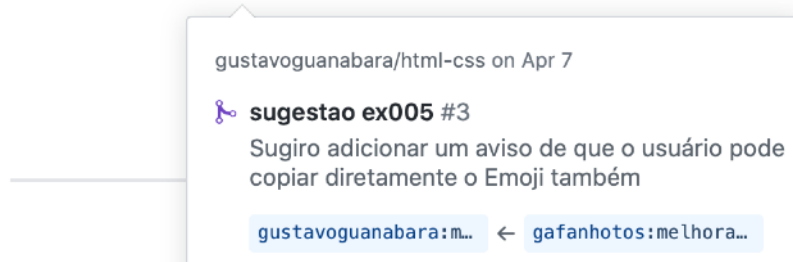 gustavoguanabara/html-css on Apr 7
sugestao ex005 #3
Sugiro adicionar um aviso de que o usuário pode
copiar diretamente o Emoji também
gustavoguanabara:m… ← gafanhotos:melhora…